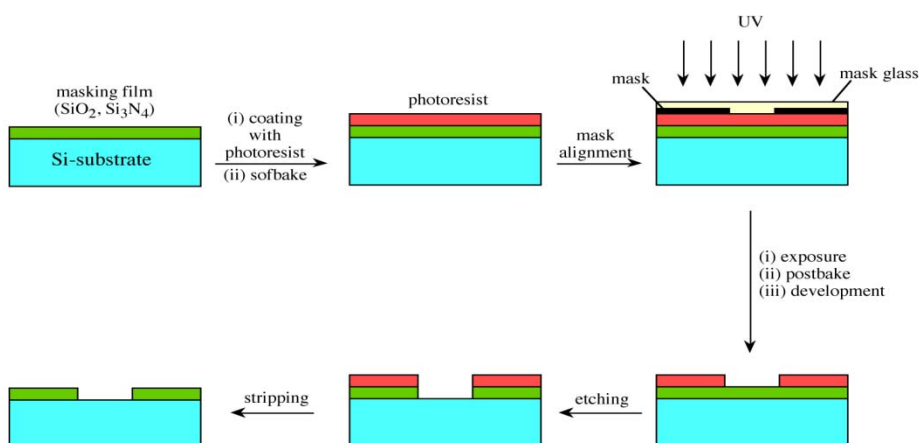 masking film
(SiO₂, Si₃N₄)
Si-substrate
(i) coating
with
photoresist
(ii) sofbake
photoresist
mask
alignment
UV
mask
mask glass
(i) exposure
(ii) postbake
(iii) development
etching
stripping